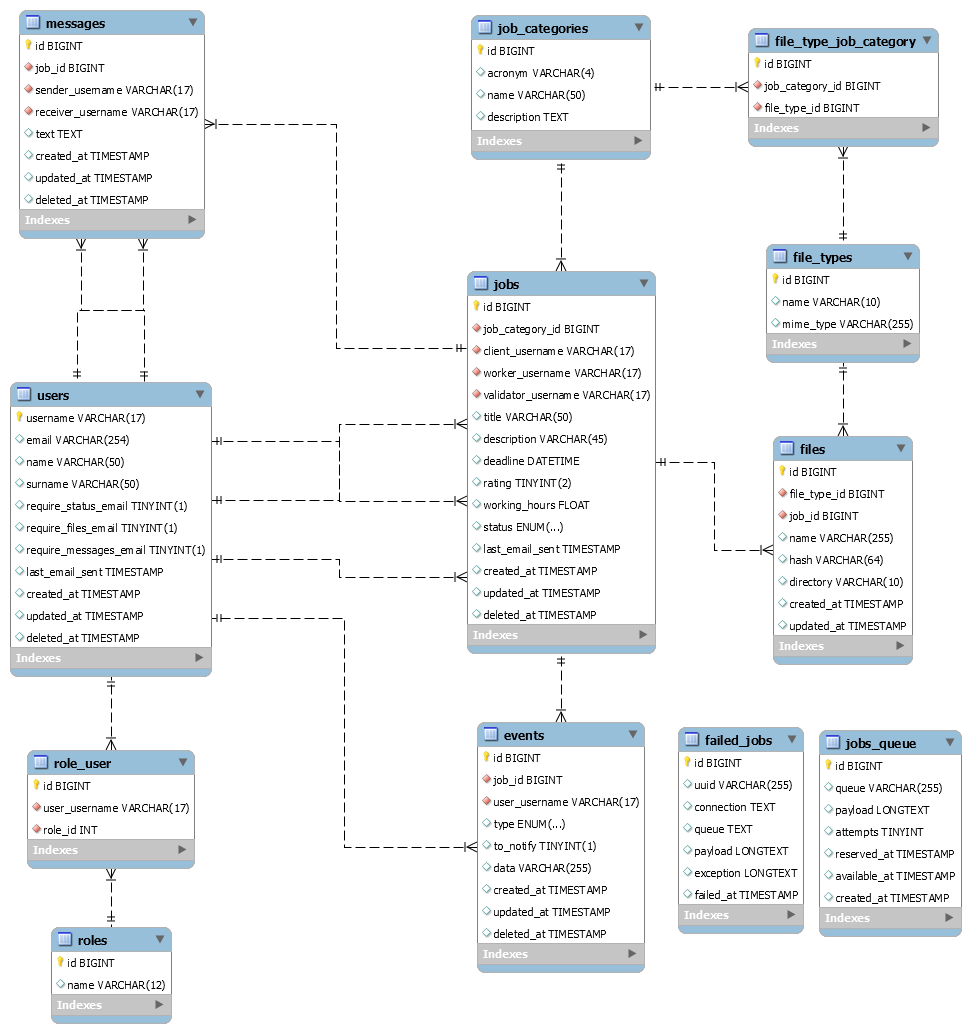 messages
id BIGINT
job_id BIGINT
sender_username VARCHAR(17)
receiver_username VARCHAR(17)
text TEXT
created_at TIMESTAMP
updated_at TIMESTAMP
deleted_at TIMESTAMP
Indexes
job_categories
id BIGINT
acronym VARCHAR(4)
name VARCHAR(50)
description TEXT
Indexes
file_type_job_category
id BIGINT
job_category_id BIGINT
file_type_id BIGINT
Indexes
file_types
id BIGINT
name VARCHAR(10)
mime_type VARCHAR(255)
Indexes
jobs
id BIGINT
job_category_id BIGINT
client_username VARCHAR(17)
worker_username VARCHAR(17)
validator_username VARCHAR(17)
title VARCHAR(50)
description VARCHAR(45)
deadline DATETIME
rating TINYINT(2)
working_hours FLOAT
status ENUM(...)
last_email_sent TIMESTAMP
created_at TIMESTAMP
updated_at TIMESTAMP
deleted_at TIMESTAMP
Indexes
users
username VARCHAR(17)
email VARCHAR(254)
name VARCHAR(50)
surname VARCHAR(50)
require_status_email TINYINT(1)
require_files_email TINYINT(1)
require_messages_email TINYINT(1)
last_email_sent TIMESTAMP
created_at TIMESTAMP
updated_at TIMESTAMP
deleted_at TIMESTAMP
Indexes
files
id BIGINT
file_type_id BIGINT
job_id BIGINT
name VARCHAR(255)
hash VARCHAR(64)
directory VARCHAR(10)
created_at TIMESTAMP
updated_at TIMESTAMP
Indexes
role_user
id BIGINT
user_username VARCHAR(17)
role_id INT
Indexes
events
id BIGINT
job_id BIGINT
user_username VARCHAR(17)
type ENUM(...)
to_notify TINYINT(1)
data VARCHAR(255)
created_at TIMESTAMP
updated_at TIMESTAMP
deleted_at TIMESTAMP
Indexes
failed_jobs
id BIGINT
uuid VARCHAR(255)
connection TEXT
queue TEXT
payload LONGTEXT
exception LONGTEXT
failed_at TIMESTAMP
Indexes
jobs_queue
id BIGINT
queue VARCHAR(255)
payload LONGTEXT
attempts TINYINT
reserved_at TIMESTAMP
available_at TIMESTAMP
created_at TIMESTAMP
Indexes
roles
id BIGINT
name VARCHAR(12)
Indexes